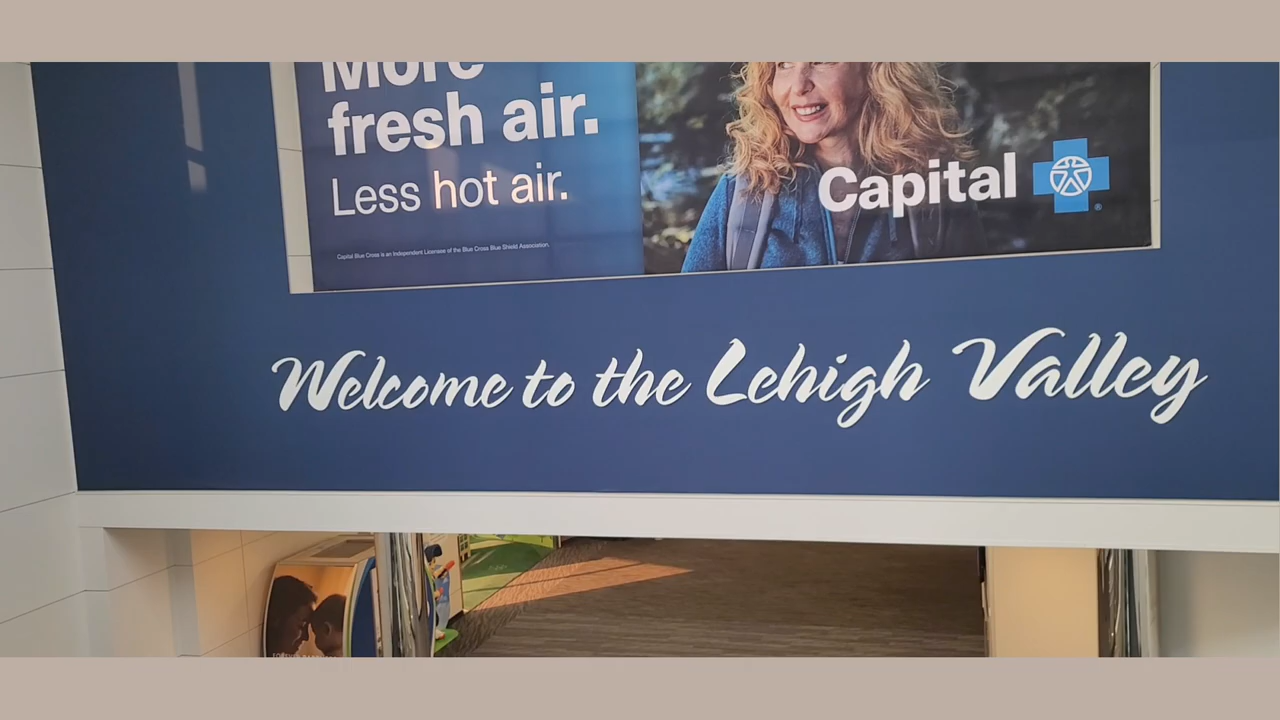 More
fresh air.
Less hot air.
Capital Blue Cross is an Independent Licensee of the Blue Cross Blue Shield Association.
Capital
®
Welcome to the Lehigh Valley